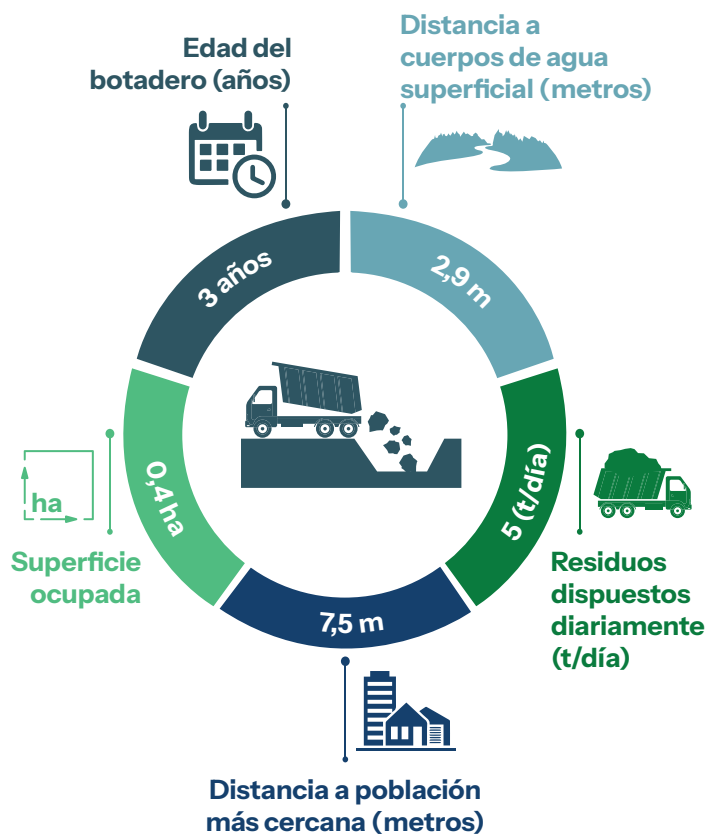 Edad del
botadero (años)
Distancia a
cuerpos de agua
superficial (metros)
3 años
2,9 m
0,4 ha
5 (t/día)
7,5 m
ha
Superficie
ocupada
Residuos
dispuestos
diariamente
(t/día)
Distancia a población
más cercana (metros)